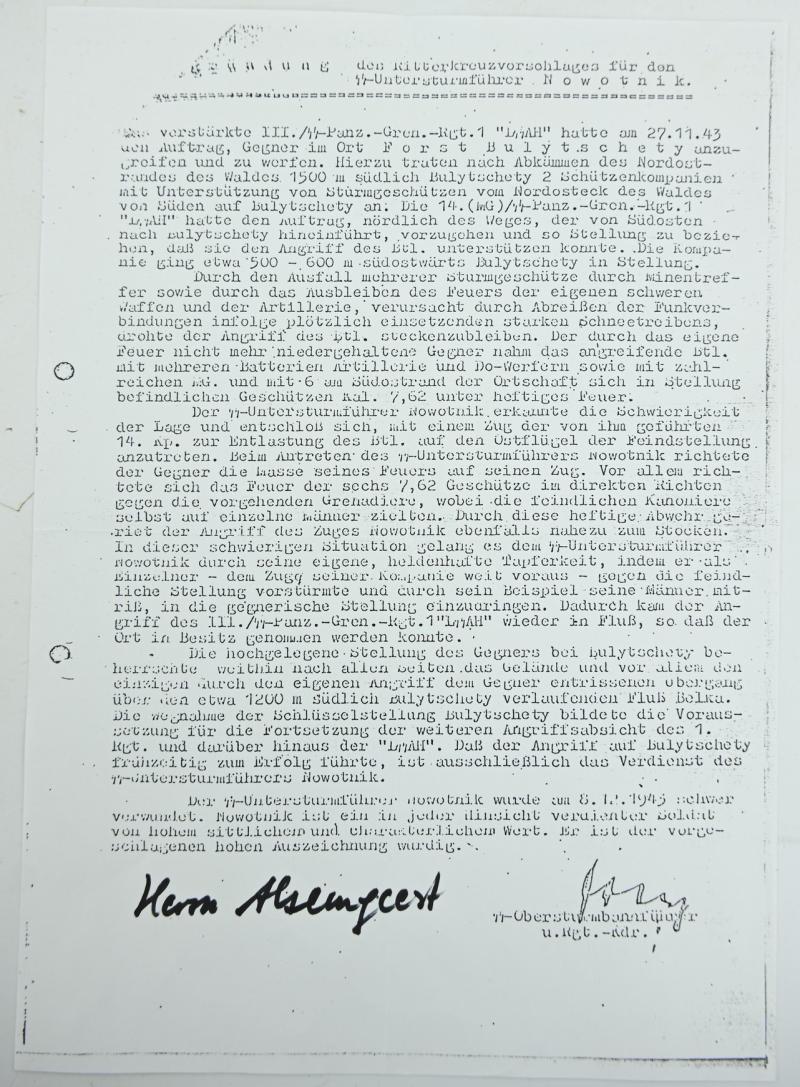 B e g r ü n d u n g des Ritterkreuzvorschlages für den
ᛋᛋ-Untersturmführer N o w o t n i k.
Das verstärkte III./ᛋᛋ-Panz.-Gren.-Rgt.1 "LᛋᛋAH" hatte am 27.11.43
den Auftrag, Gegner im Ort F o r s t B u l y t s c h e t y anzu-
greifen und zu werfen. Hierzu traten nach Abkämmen des Nordost-
randes des Waldes 1500 m südlich Bulytschety 2 Schützenkompanien
mit Unterstützung von Sturmgeschützen vom Nordosteck des Waldes
von Süden auf Bulytschety an. Die 14.(MG)/ᛋᛋ-Panz.-Gren.-Rgt.1
"LᛋᛋAH" hatte den Auftrag, nördlich des Weges, der von Südosten
nach Bulytschety hineinführt, vorzugehen und so Stellung zu bezie-
hen, daß sie den Angriff des Btl. unterstützen konnte. Die Kompa-
nie ging etwa 500 - 600 m südostwärts Bulytschety in Stellung.
Durch den Ausfall mehrerer Sturmgeschütze durch Minentref-
fer sowie durch das Ausbleiben des Feuers der eigenen schweren
Waffen und der Artillerie, verursacht durch Abreißen der Funkver-
bindungen infolge plötzlich einsetzenden starken Schneetreibens,
drohte der Angriff des Btl. steckenzubleiben. Der durch das eigene
Feuer nicht mehr niedergehaltene Gegner nahm das angreifende Btl.
mit mehreren Batterien Artillerie und Do-Werfern sowie mit zahl-
reichen MG. und mit 6 am Südostrand der Ortschaft sich in Stellung
befindlichen Geschützen Kal. 7,62 unter heftiges Feuer.
Der ᛋᛋ-Untersturmführer Nowotnik erkannte die Schwierigkeit
der Lage und entschloß sich, mit einem Zug der von ihm geführten
14. Kp. zur Entlastung des Btl. auf den Ostflügel der Feindstellung
anzutreten. Beim Antreten des ᛋᛋ-Untersturmführers Nowotnik richtete
der Gegner die Masse seines Feuers auf seinen Zug. Vor allem rich-
tete sich das Feuer der sechs 7,62 Geschütze im direkten Richten
gegen die vorgehenden Grenadiere, wobei die feindlichen Kanoniere
selbst auf einzelne Männer zielten. Durch diese heftige Abwehr ge-
riet der Angriff des Zuges Nowotnik ebenfalls nahezu zum Stocken.
In dieser schwierigen Situation gelang es dem ᛋᛋ-Untersturmführer
Nowotnik durch seine eigene, heldenhafte Tapferkeit, indem er als
Einzelner - dem Zugq seiner Kompanie weit voraus - gegen die feind-
liche Stellung vorstürmte und durch sein Beispiel seine Männer mit-
riß, in die gegnerische Stellung einzudringen. Dadurch kam der An-
griff des III./ᛋᛋ-Panz.-Gren.-Rgt.1"LᛋᛋAH" wieder in Fluß, so daß der
Ort in Besitz genommen werden konnte.
Die hochgelegene Stellung des Gegners bei Bulytschety be-
herrschte weithin nach allen Seiten das Gelände und vor allem den
einzigen durch den eigenen Angriff dem Gegner entrissenen Übergang
über den etwa 1200 m südlich Bulytschety verlaufenden Fluß Belka.
Die Wegnahme der Schlüsselstellung Bulytschety bildete die Voraus-
setzung für die Fortsetzung der weiteren Angriffsabsicht des 1.
Rgt. und darüber hinaus der "LᛋᛋAH". Daß der Angriff auf Bulytschety
frühzeitig zum Erfolg führte, ist ausschließlich das Verdienst des
ᛋᛋ-Untersturmführers Nowotnik.
Der ᛋᛋ-Untersturmführer Nowotnik wurde am 8.12.1943 schwer
verwundet. Nowotnik ist ein in jeder Hinsicht verdienter Soldat
von hohem sittlichem und charakterlichem Wert. Er ist der vorge-
schlagenen hohen Auszeichnung würdig.
Herrn
ᛋᛋ-Obersturmbannführer
u.Rgt.-Kdr.